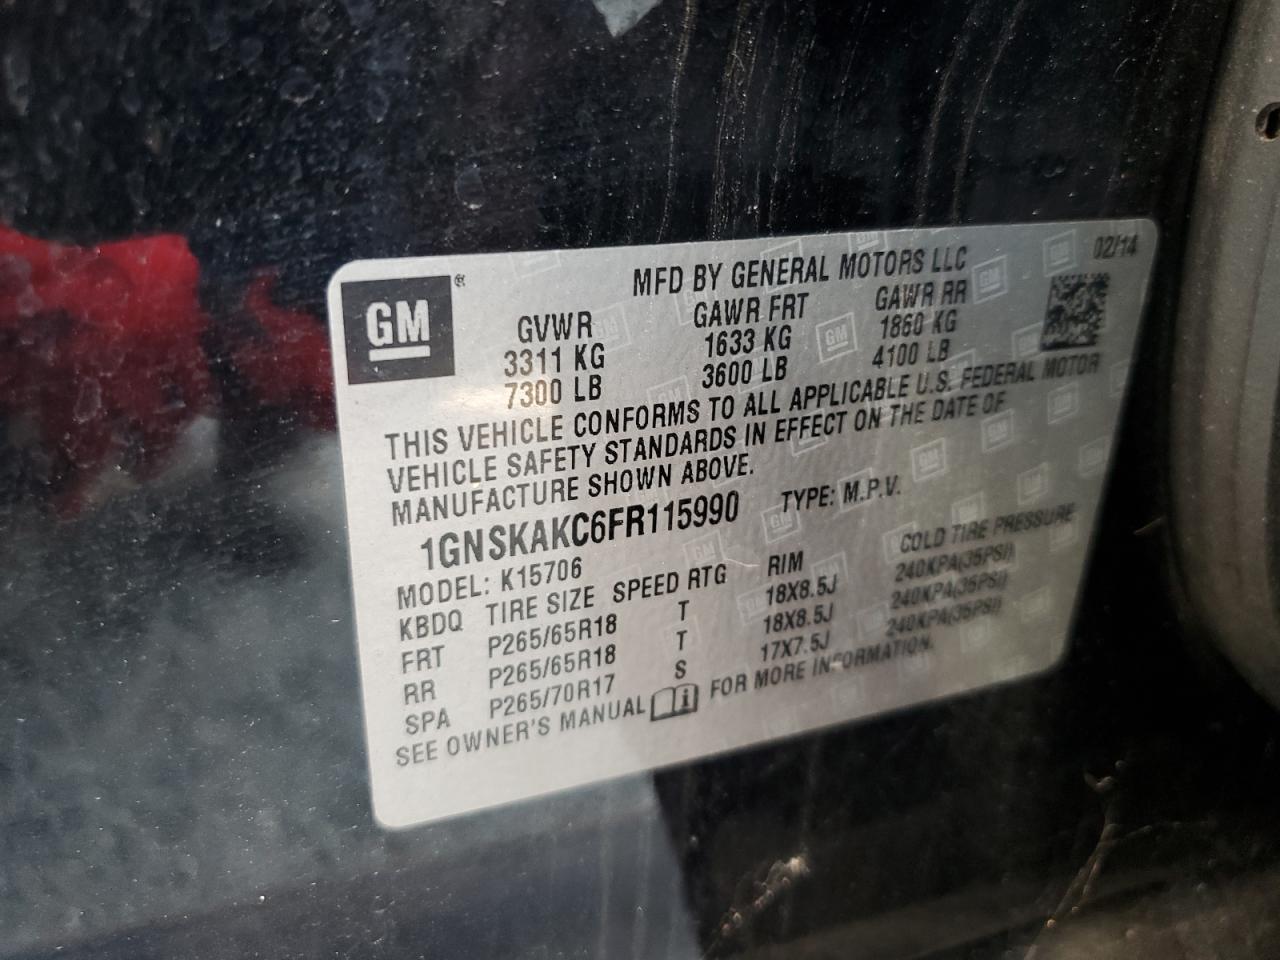 GM®
MFD BY GENERAL MOTORS LLC 02/14
GVWR GAWR FRT GAWR RR
3311 KG 1633 KG 1860 KG
7300 LB 3600 LB 4100 LB
THIS VEHICLE CONFORMS TO ALL APPLICABLE U.S. FEDERAL MOTOR
VEHICLE SAFETY STANDARDS IN EFFECT ON THE DATE OF
MANUFACTURE SHOWN ABOVE.
1GNSKAKC6FR115990 TYPE: M.P.V.
MODEL: K15706
KBDQ TIRE SIZE SPEED RTG RIM COLD TIRE PRESSURE
FRT P265/65R18 T 18X8.5J 240KPA(35PSI)
RR P265/65R18 T 18X8.5J 240KPA(35PSI)
SPA P265/70R17 S 17X7.5J 240KPA(35PSI)
SEE OWNER'S MANUAL FOR MORE INFORMATION.